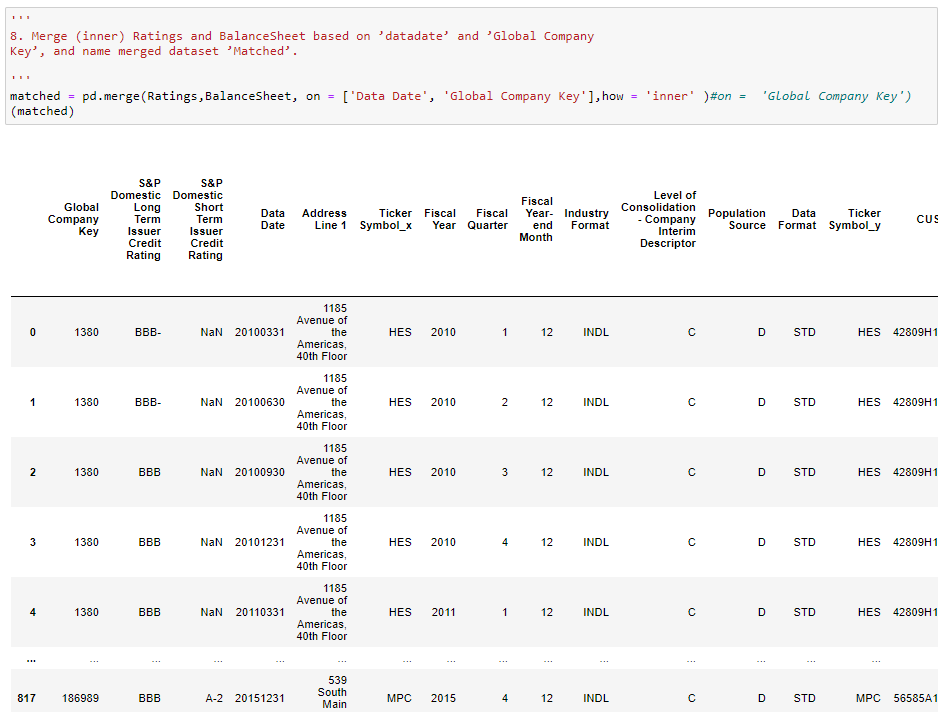 '''
8. Merge (inner) Ratings and BalanceSheet based on ’datadate’ and ’Global Company
Key’, and name merged dataset ’Matched’.
'''
matched = pd.merge(Ratings,BalanceSheet, on = ['Data Date', 'Global Company Key'],how = 'inner' )#on =  'Global Company Key')
(matched)
Global Company Key S&P Domestic Long Term Issuer Credit Rating S&P Domestic Short Term Issuer Credit Rating Data Date Address Line 1 Ticker Symbol_x Fiscal Year Fiscal Quarter Fiscal Year-end Month Industry Format Level of Consolidation - Company Interim Descriptor Population Source Data Format Ticker Symbol_y CUS
0 1380 BBB- NaN 20100331 1185 Avenue of the Americas, 40th Floor HES 2010 1 12 INDL C D STD HES 42809H1
1 1380 BBB- NaN 20100630 1185 Avenue of the Americas, 40th Floor HES 2010 2 12 INDL C D STD HES 42809H1
2 1380 BBB NaN 20100930 1185 Avenue of the Americas, 40th Floor HES 2010 3 12 INDL C D STD HES 42809H1
3 1380 BBB NaN 20101231 1185 Avenue of the Americas, 40th Floor HES 2010 4 12 INDL C D STD HES 42809H1
4 1380 BBB NaN 20110331 1185 Avenue of the Americas, 40th Floor HES 2011 1 12 INDL C D STD HES 42809H1
... ... ... ... ... ... ... ... ... ... ... ... ... ... ...
817 186989 BBB A-2 20151231 539 South Main MPC 2015 4 12 INDL C D STD MPC 56585A1